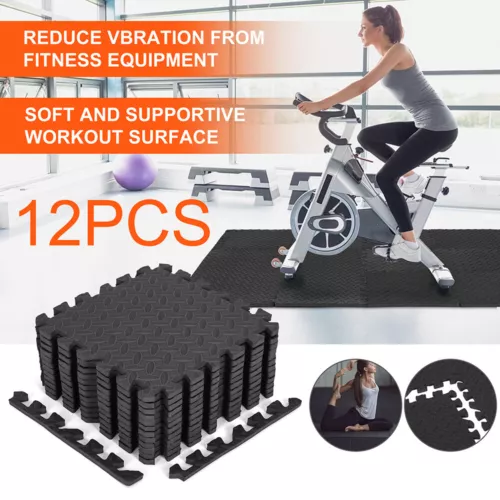 REDUCE VBRATION FROM
FITNESS EQUIPMENT
SOFT AND SUPPORTIVE
WORKOUT SURFACE
12PCS